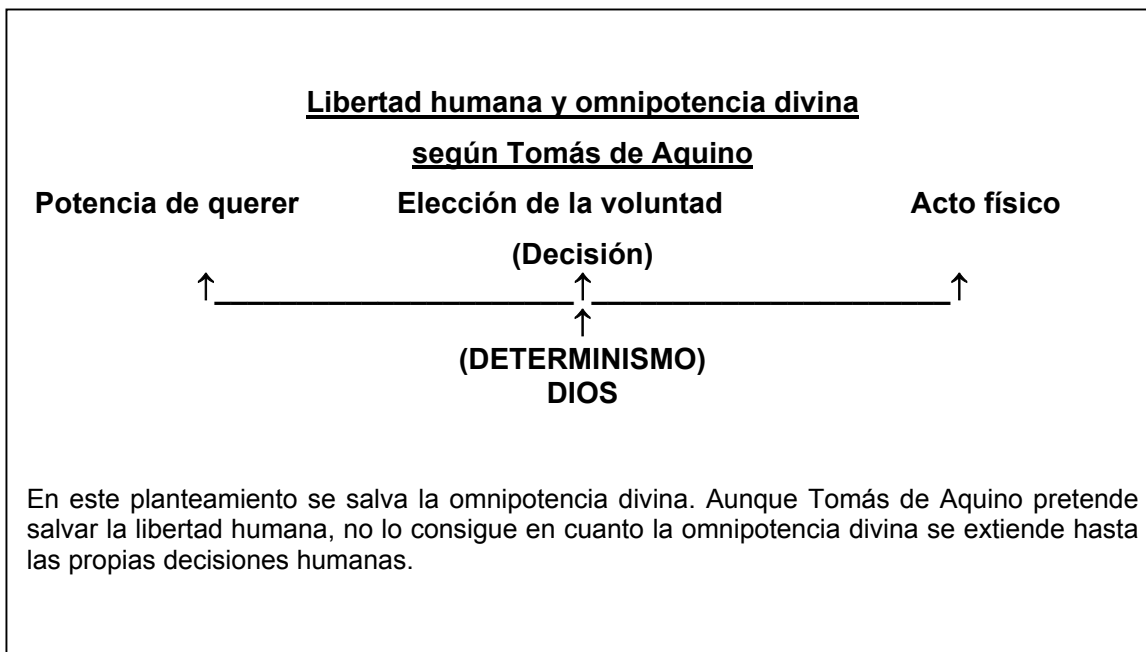 Libertad humana y omnipotencia divina
según Tomás de Aquino
Potencia de querer Elección de la voluntad Acto físico
(Decisión)
↑_______________________↑_______________________↑
↑
(DETERMINISMO)
DIOS
En este planteamiento se salva la omnipotencia divina. Aunque Tomás de Aquino pretende
salvar la libertad humana, no lo consigue en cuanto la omnipotencia divina se extiende hasta
las propias decisiones humanas.